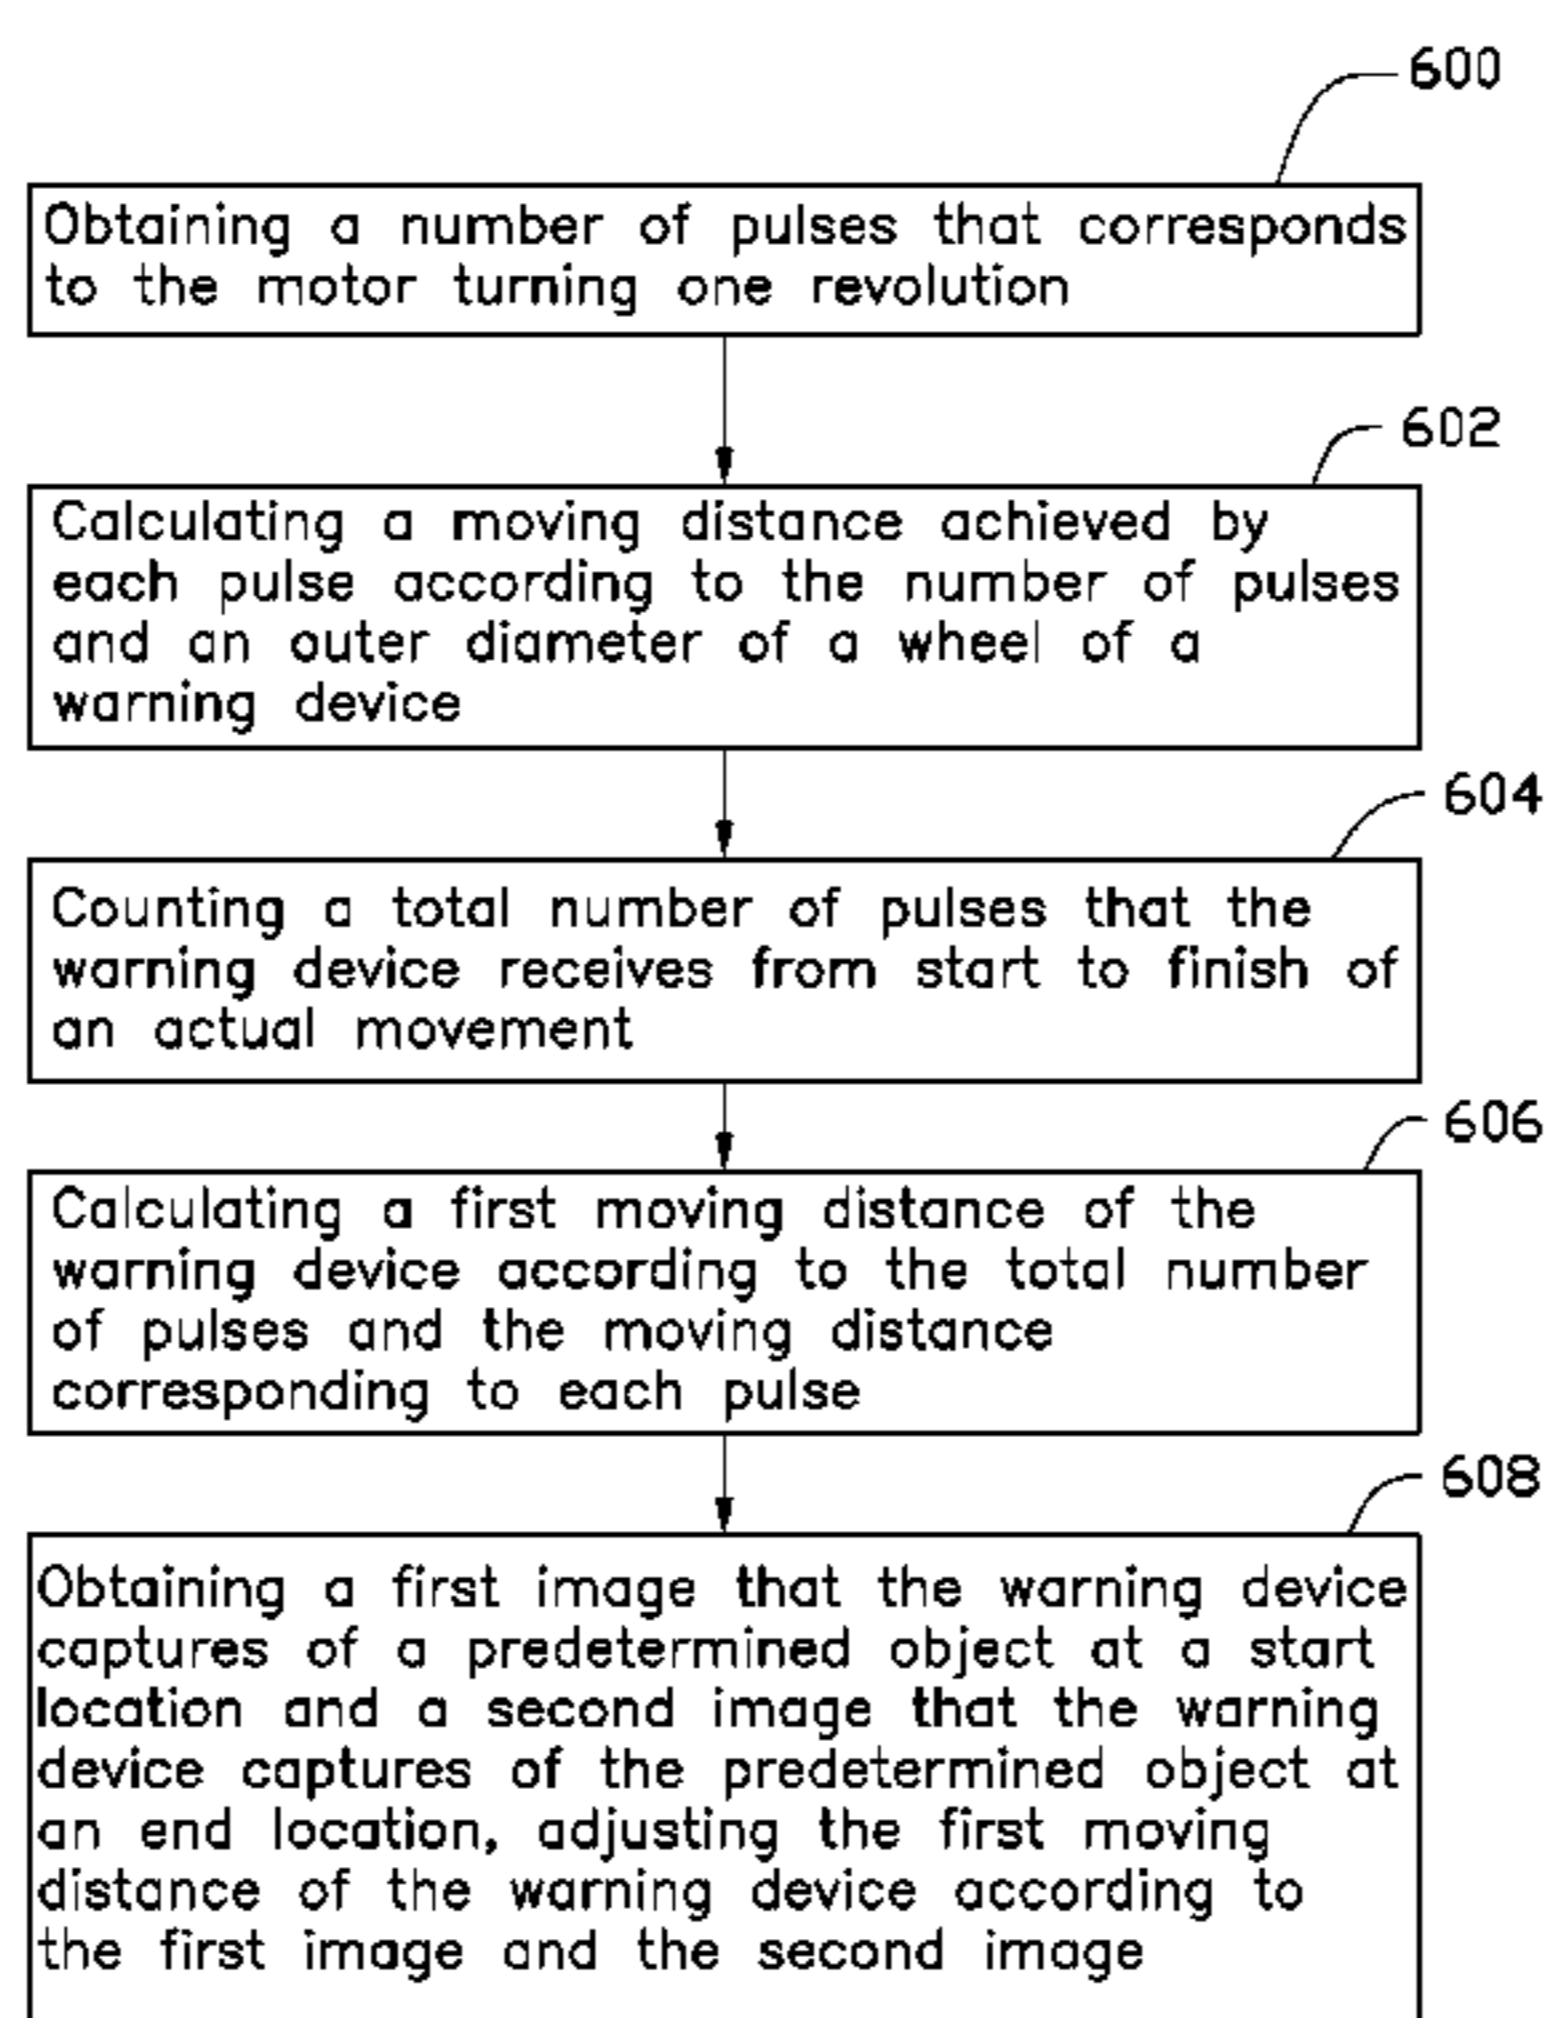 600
Obtaining a number of pulses that corresponds
to the motor turning one revolution
602
Calculating a moving distance achieved by
each pulse according to the number of pulses
and an outer diameter of a wheel of a
warning device
604
Counting a total number of pulses that the
warning device receives from start to finish of
an actual movement
606
Calculating a first moving distance of the
warning device according to the total number
of pulses and the moving distance
corresponding to each pulse
608
Obtaining a first image that the warning device
captures of a predetermined object at a start
location and a second image that the warning
device captures of the predetermined object at
an end location, adjusting the first moving
distance of the warning device according to
the first image and the second image